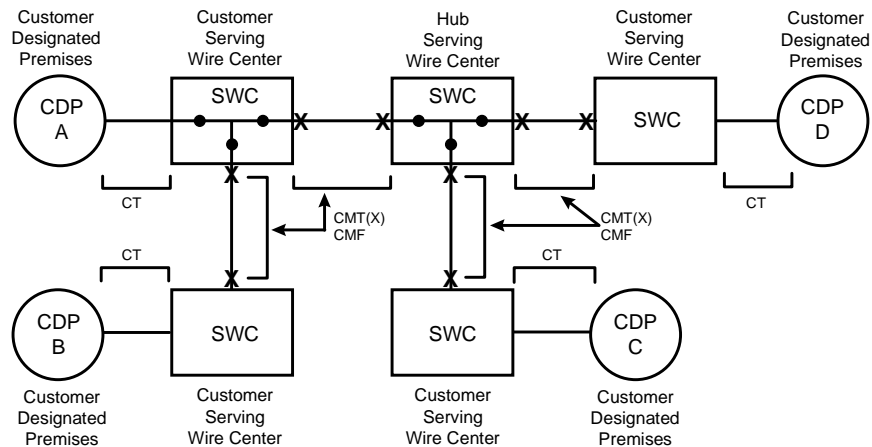 Customer
Designated
Premises
Customer
Serving
Wire Center
Hub
Serving
Wire Center
Customer
Serving
Wire Center
Customer
Designated
Premises
CDP
A
SWC
SWC
SWC
CDP
D
X
X
X
X
X
X
CT
CMT(X)
CMF
CMT(X)
CMF
CT
CT
CT
X
X
CDP
B
SWC
SWC
CDP
C
Customer
Designated
Premises
Customer
Serving
Wire Center
Customer
Serving
Wire Center
Customer
Designated
Premises